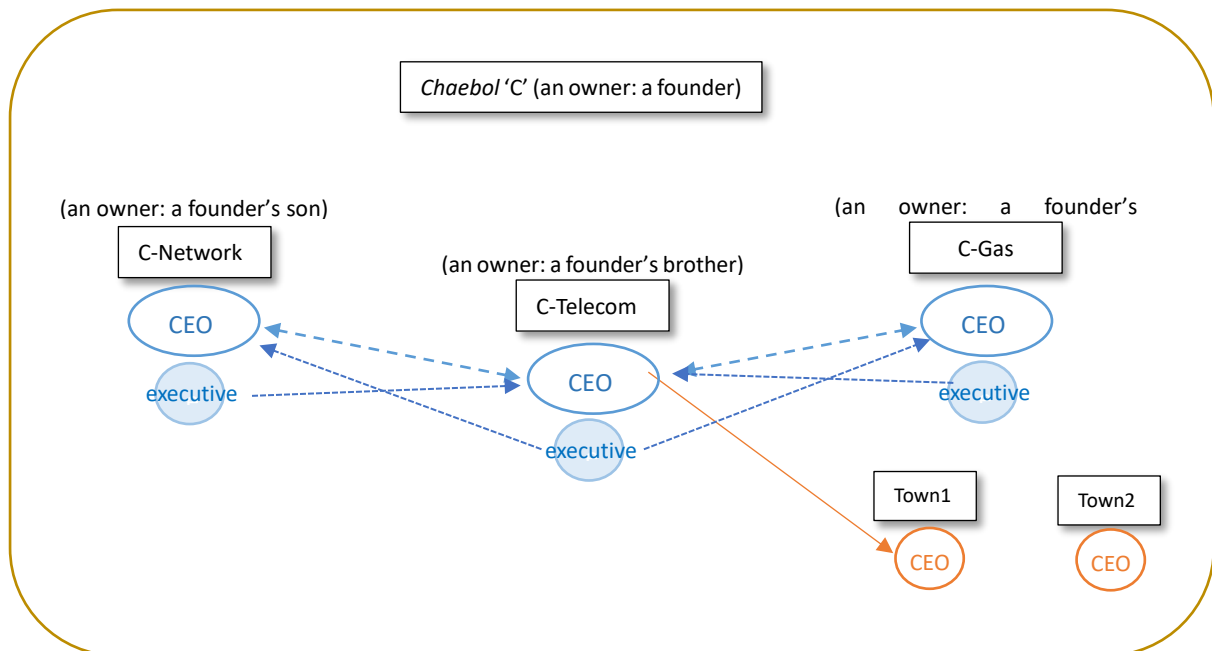 Chaebol 'C' (an owner: a founder)
(an owner: a founder's son)
(an owner: a founder's
C-Network
C-Gas
(an owner: a founder's brother)
C-Telecom
CEO
CEO
CEO
executive
executive
executive
Town1
Town2
CEO
CEO